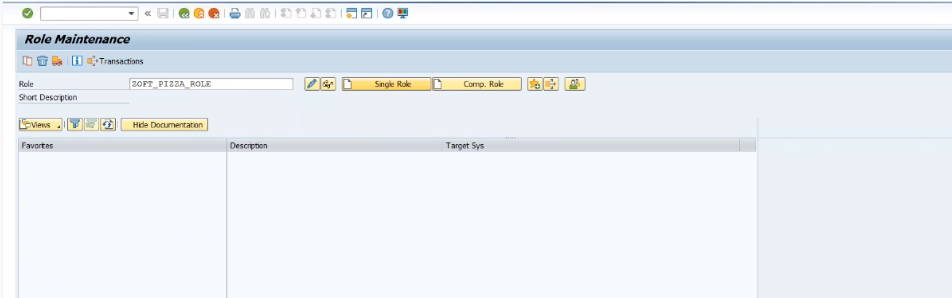 Role Maintenance
Transactions
Role ZOFT_PIZZA_ROLE Single Role Comp. Role
Short Description
Views Hide Documentation
Favorites Description Target Sys